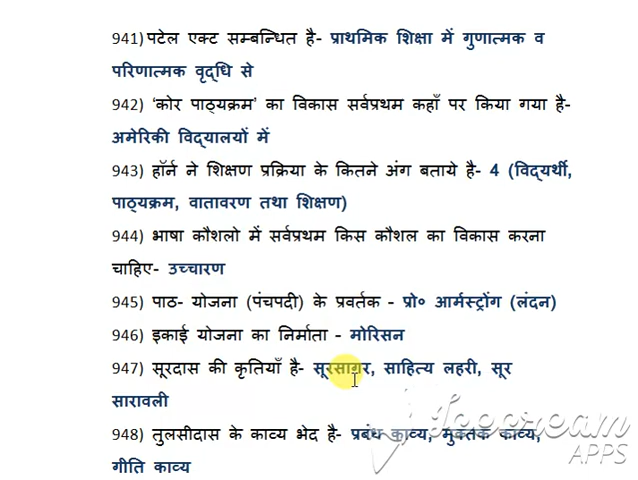 941) पटेल एक्ट सम्बन्धित है- प्राथमिक शिक्षा में गुणात्मक व
परिणात्मक वृद्धि से
942) 'कोर पाठ्यक्रम' का विकास सर्वप्रथम कहाँ पर किया गया है-
अमेरिकी विद्यालयों में
943) हॉर्न ने शिक्षण प्रक्रिया के कितने अंग बताये है- 4 (विद्यर्थी,
पाठ्यक्रम, वातावरण तथा शिक्षण)
944) भाषा कौशलो में सर्वप्रथम किस कौशल का विकास करना
चाहिए- उच्चारण
945) पाठ- योजना (पंचपदी) के प्रवर्तक - प्रो० आर्मस्ट्रोंग (लंदन)
946) इकाई योजना का निर्माता - मोरिसन
947) सूरदास की कृतियाँ है- सूरसागर, साहित्य लहरी, सूर
सारावली
948) तुलसीदास के काव्य भेद है- प्रबंध काव्य, मुक्तक काव्य,
गीति काव्य
Icecream
APPS